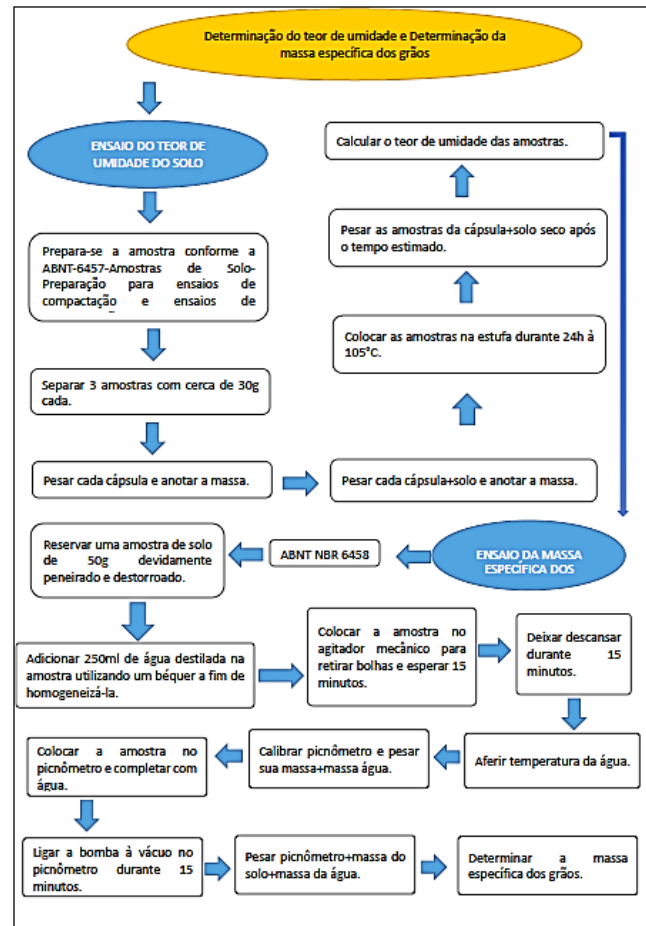 Determinação do teor de umidade e Determinação da
massa específica dos grãos
ENSAIO DO TEOR DE
UMIDADE DO SOLO
Prepara-se a amostra conforme a
ABNT-6457-Amostras de Solo-
Preparação para ensaios de
compactação e ensaios de
Separar 3 amostras com cerca de 30g
cada.
Pesar cada cápsula e anotar a massa.
Pesar cada cápsula+solo e anotar a massa.
Colocar as amostras na estufa durante 24h à
105°C.
Pesar as amostras da cápsula+solo seco após
o tempo estimado.
Calcular o teor de umidade das amostras.
ENSAIO DA MASSA
ESPECÍFICA DOS
ABNT NBR 6458
Reservar uma amostra de solo
de 50g devidamente
peneirado e destorroado.
Adicionar 250ml de água destilada na
amostra utilizando um béquer a fim de
homogeneizá-la.
Colocar a amostra no
agitador mecânico para
retirar bolhas e esperar 15
minutos.
Deixar descansar
durante 15
minutos.
Aferir temperatura da água.
Calibrar picnômetro e pesar
sua massa+massa água.
Colocar a amostra no
picnômetro e completar com
água.
Ligar a bomba à vácuo no
picnômetro durante 15
minutos.
Pesar picnômetro+massa do
solo+massa da água.
Determinar a massa
específica dos grãos.